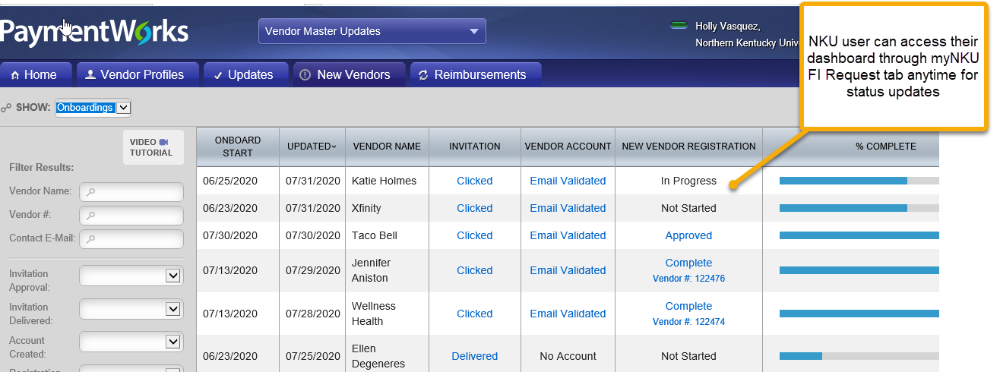 PaymentWorks
Vendor Master Updates
Holly Vasquez,
Northern Kentucky Unive
NKU user can access their
dashboard through myNKU
FI Request tab anytime for
status updates
Home
Vendor Profiles
Updates
New Vendors
Reimbursements
SHOW: Onboardings
VIDEO
TUTORIAL
Filter Results:
Vendor Name:
Vendor #:
Contact E-Mail:
Invitation
Approval:
Invitation
Delivered:
Account
Created:
Registration
ONBOARD
START
UPDATED
VENDOR NAME
INVITATION
VENDOR ACCOUNT
NEW VENDOR REGISTRATION
% COMPLETE
06/25/2020 07/31/2020 Katie Holmes Clicked Email Validated In Progress
06/23/2020 07/31/2020 Xfinity Clicked Email Validated Not Started
07/30/2020 07/30/2020 Taco Bell Clicked Email Validated Approved
07/13/2020 07/29/2020 Jennifer Aniston Clicked Email Validated Complete
Vendor #: 122476
07/13/2020 07/28/2020 Wellness Health Clicked Email Validated Complete
Vendor #: 122474
06/23/2020 07/25/2020 Ellen Degeneres Delivered No Account Not Started